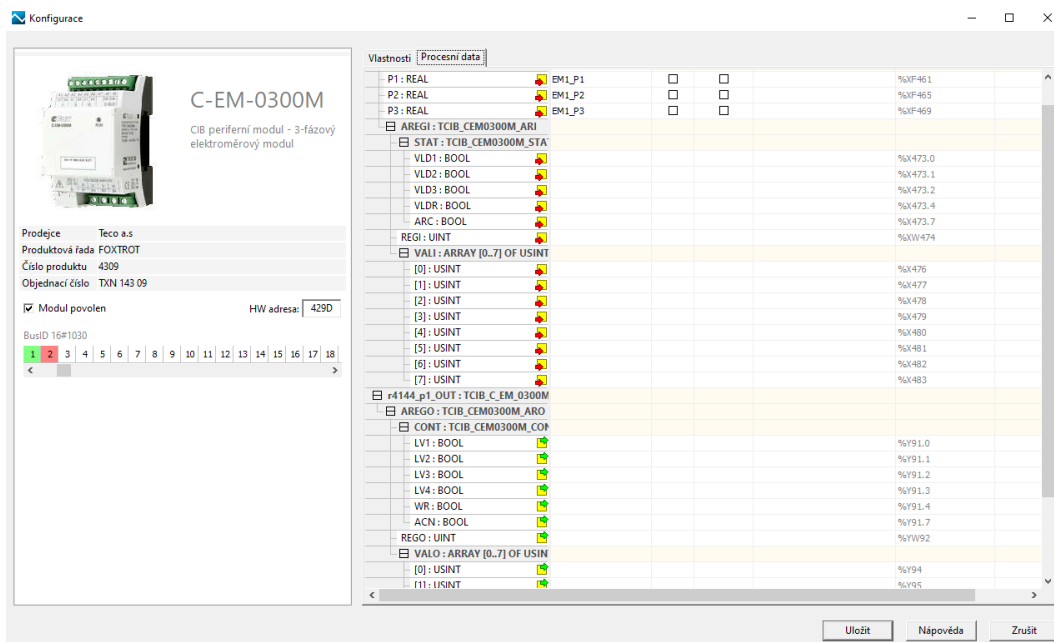 Konfigurace
C-EM-0300M
CIB periferní modul - 3-fázový
elektroměrový modul
Prodejce Teco a.s
Produktová řada FOXTROT
Číslo produktu 4309
Objednací číslo TXN 143 09
Modul povolen HW adresa: 429D
BusID 16#1030
1 2 3 4 5 6 7 8 9 10 11 12 13 14 15 16 17 18
Vlastnosti Procesní data
P1 : REAL EM1_P1 %XF461
P2 : REAL EM1_P2 %XF465
P3 : REAL EM1_P3 %XF469
AREGI : TCIB_CEM0300M_ARI
STAT : TCIB_CEM0300M_STA
VLD1 : BOOL %X473.0
VLD2 : BOOL %X473.1
VLD3 : BOOL %X473.2
VLDR : BOOL %X473.4
ARC : BOOL %X473.7
REGI : UINT %XW474
VALI : ARRAY [0..7] OF USINT
[0] : USINT %X476
[1] : USINT %X477
[2] : USINT %X478
[3] : USINT %X479
[4] : USINT %X480
[5] : USINT %X481
[6] : USINT %X482
[7] : USINT %X483
r4144_p1_OUT : TCIB_C_EM_0300M
AREGO : TCIB_CEM0300M_ARO
CONT : TCIB_CEM0300M_CON
LV1 : BOOL %Y91.0
LV2 : BOOL %Y91.1
LV3 : BOOL %Y91.2
LV4 : BOOL %Y91.3
WR : BOOL %Y91.4
ACN : BOOL %Y91.7
REGO : UINT %YW92
VALO : ARRAY [0..7] OF USIN
[0] : USINT %Y94
[1] : USINT %Y95
Uložit Nápověda Zrušit